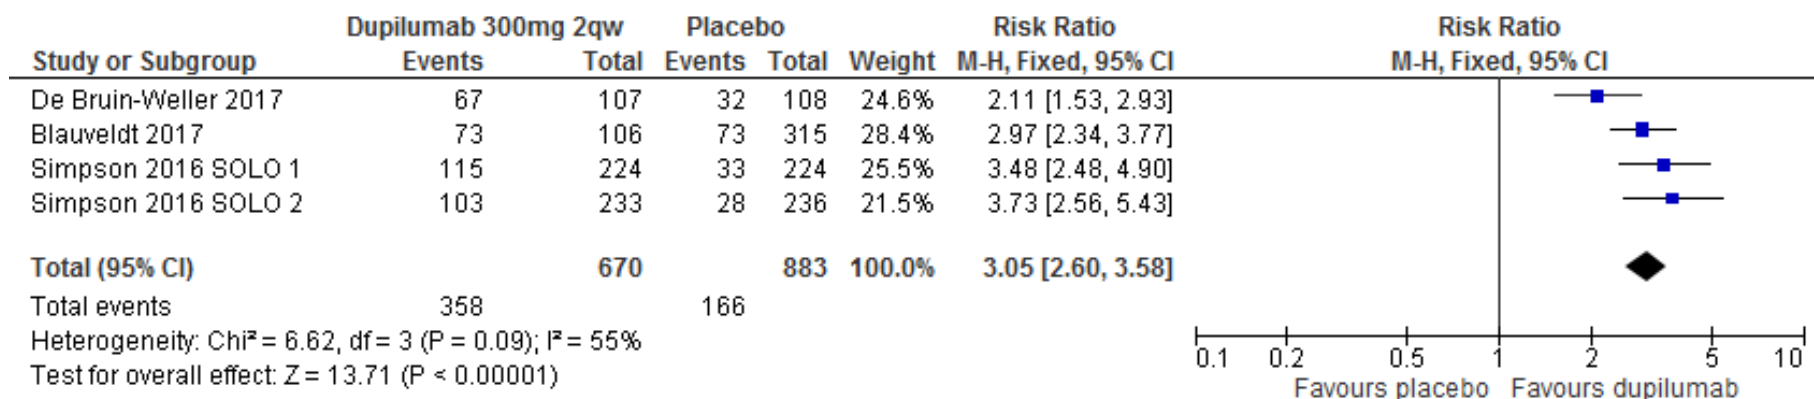 Dupilumab 300mg 2qw Placebo Risk Ratio Risk Ratio
Study or Subgroup Events Total Events Total Weight M-H, Fixed, 95% CI M-H, Fixed, 95% CI
De Bruin-Weller 2017 67 107 32 108 24.6% 2.11 [1.53, 2.93]
Blauveldt 2017 73 106 73 315 28.4% 2.97 [2.34, 3.77]
Simpson 2016 SOLO 1 115 224 33 224 25.5% 3.48 [2.48, 4.90]
Simpson 2016 SOLO 2 103 233 28 236 21.5% 3.73 [2.56, 5.43]
Total (95% CI) 670 883 100.0% 3.05 [2.60, 3.58]
Total events 358 166
Heterogeneity: Chi² = 6.62, df = 3 (P = 0.09); I² = 55%
Test for overall effect: Z = 13.71 (P < 0.00001)
0.1 0.2 0.5 1 2 5 10
Favours placebo Favours dupilumab